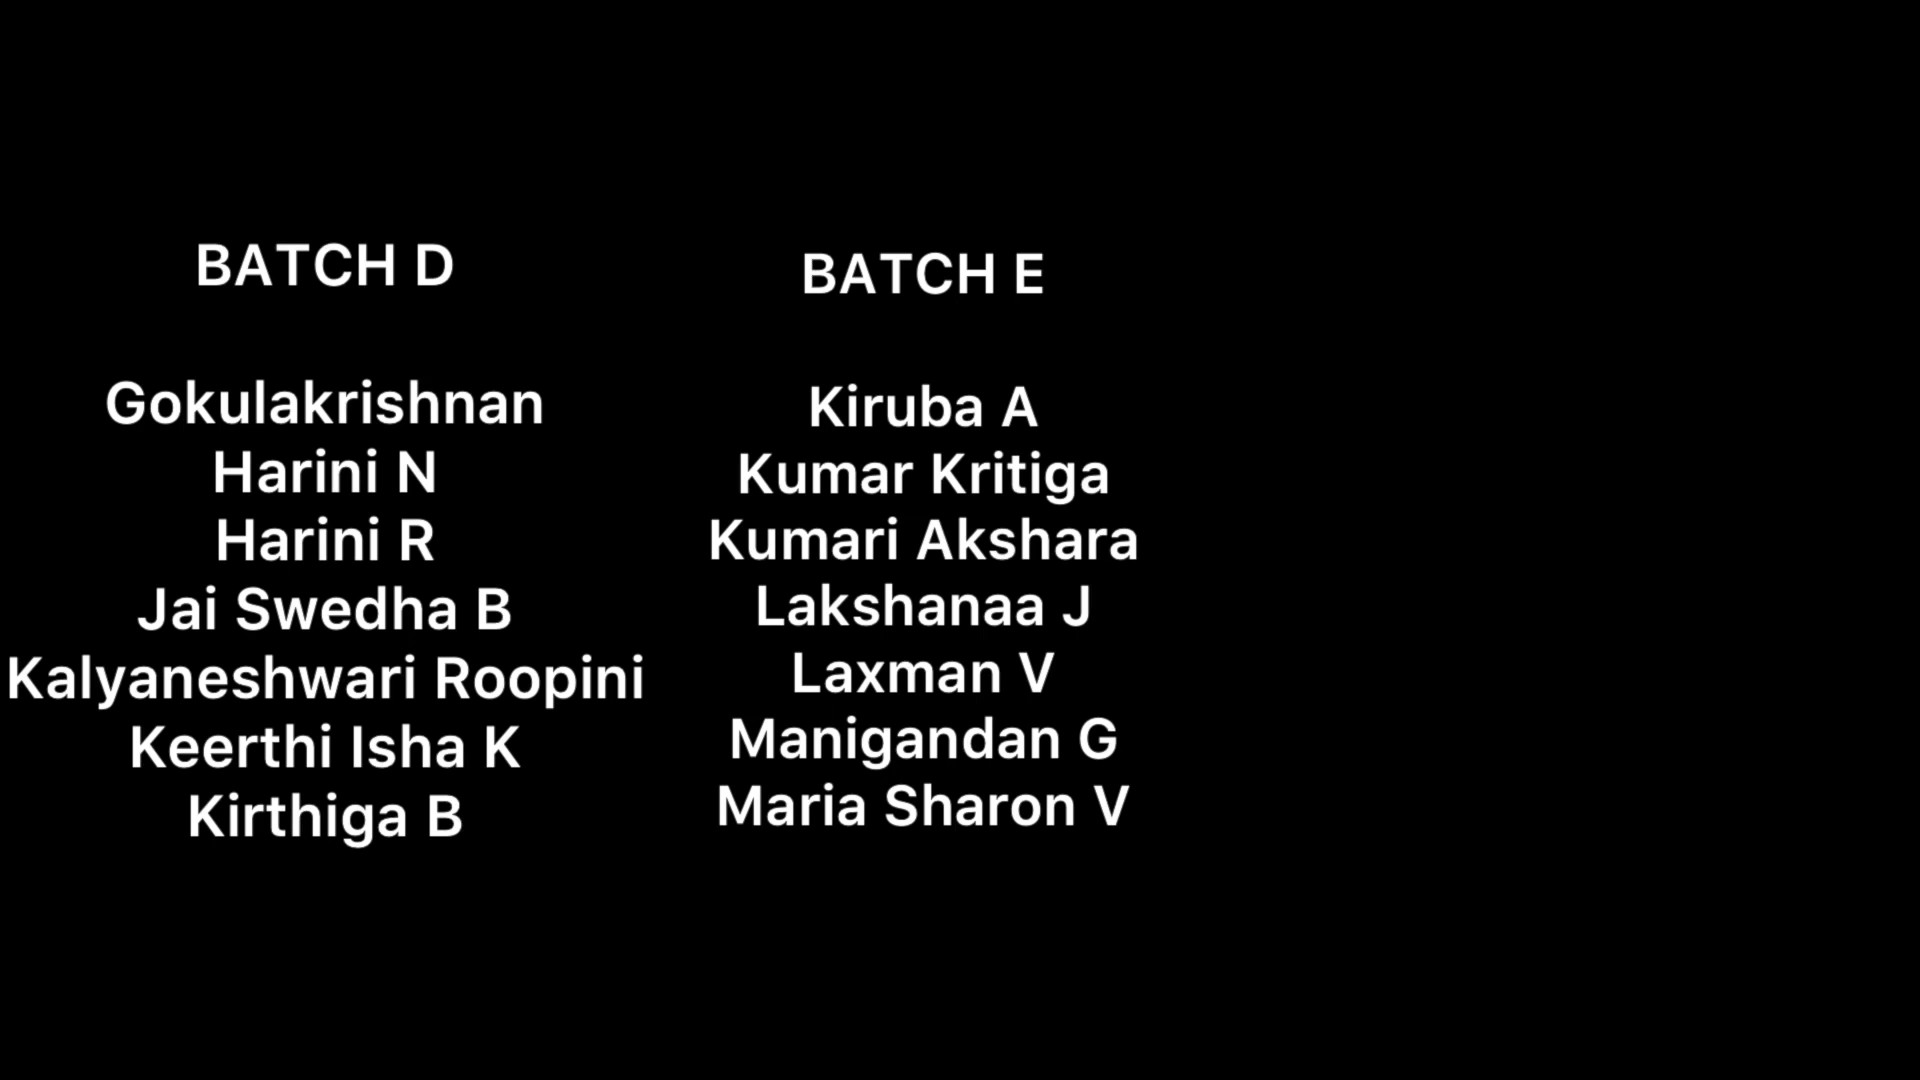 BATCH D
Gokulakrishnan
Harini N
Harini R
Jai Swedha B
Kalyaneshwari Roopini
Keerthi Isha K
Kirthiga B
BATCH E
Kiruba A
Kumar Kritiga
Kumari Akshara
Lakshanaa J
Laxman V
Manigandan G
Maria Sharon V